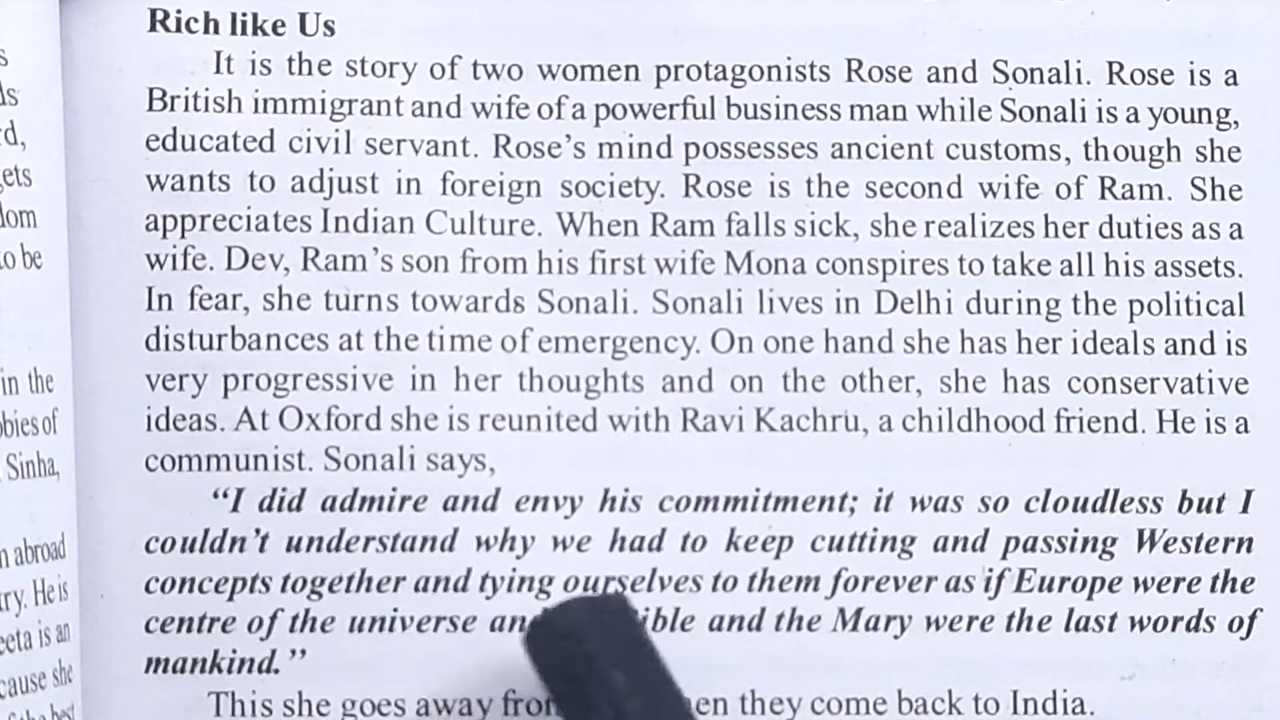 Rich like Us
It is the story of two women protagonists Rose and Sonali. Rose is a
British immigrant and wife of a powerful business man while Sonali is a young,
educated civil servant. Rose's mind possesses ancient customs, though she
wants to adjust in foreign society. Rose is the second wife of Ram. She
appreciates Indian Culture. When Ram falls sick, she realizes her duties as a
wife. Dev, Ram's son from his first wife Mona conspires to take all his assets.
In fear, she turns towards Sonali. Sonali lives in Delhi during the political
disturbances at the time of emergency. On one hand she has her ideals and is
very progressive in her thoughts and on the other, she has conservative
ideas. At Oxford she is reunited with Ravi Kachru, a childhood friend. He is a
communist. Sonali says,
"I did admire and envy his commitment; it was so cloudless but I
couldn't understand why we had to keep cutting and passing Western
concepts together and tying ourselves to them forever as if Europe were the
centre of the universe and ible and the Mary were the last words of
mankind."
This she goes away from en they come back to India.
in the
bies of
Sinha,
abroad
try. He is
eeta is an
cause she
to be